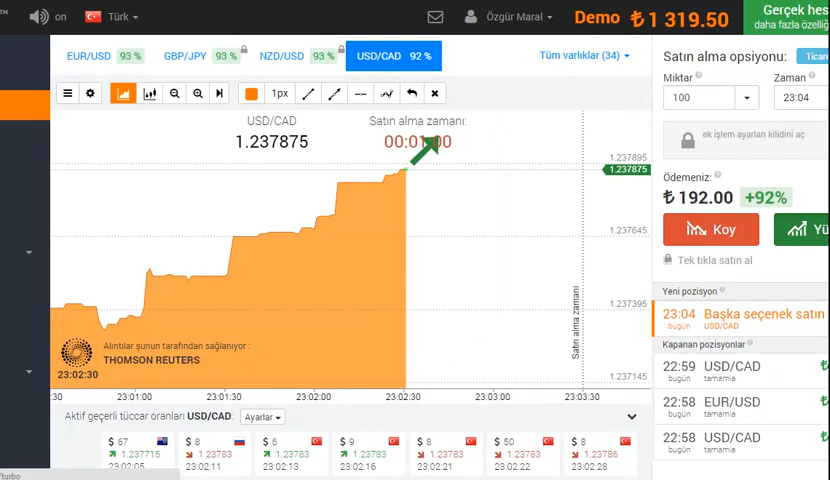 ™ on Türk Özgür Maral Demo ₺ 1 319.50 Gerçek hes
daha fazla özelliğ
EUR/USD 93 % GBP/JPY 93 % NZD/USD 93 % USD/CAD 92 % Tüm varlıklar (34)
Satın alma opsiyonu: Ticare
Miktar Zaman
1px
100 23:04
USD/CAD Satın alma zamanı:
1.237875 00:01:00
ek işlem ayarları kilidini aç
1.237895
1.237875
Ödemeniz:
₺ 192.00 +92%
1.237645
Koy Yü
Tek tıkla satın al
Yeni pozisyon
1.237395
23:04 Başka seçenek satın
bugün USD/CAD
Satın alma zamanı
Kapanan pozisyonlar
Alıntılar şunun tarafından sağlanıyor :
THOMSON REUTERS
23:02:30
1.237145
22:59 USD/CAD ₺
bugün tamamla
23:01:00 23:01:30 23:02:00 23:02:30 23:03:00 23:03:30
22:58 EUR/USD ₺
bugün tamamla
Aktif geçerli tüccar oranları USD/CAD: Ayarlar
22:58 USD/CAD ₺
bugün tamamla
$ 67 $ 8 $ 6 $ 9 $ 8 $ 50 $ 8
1.237715 1.23783 1.23783 1.23783 1.23783 1.23783 1.23786
23:02:05 23:02:11 23:02:13 23:02:16 23:02:21 23:02:22 23:02:28
/turbo